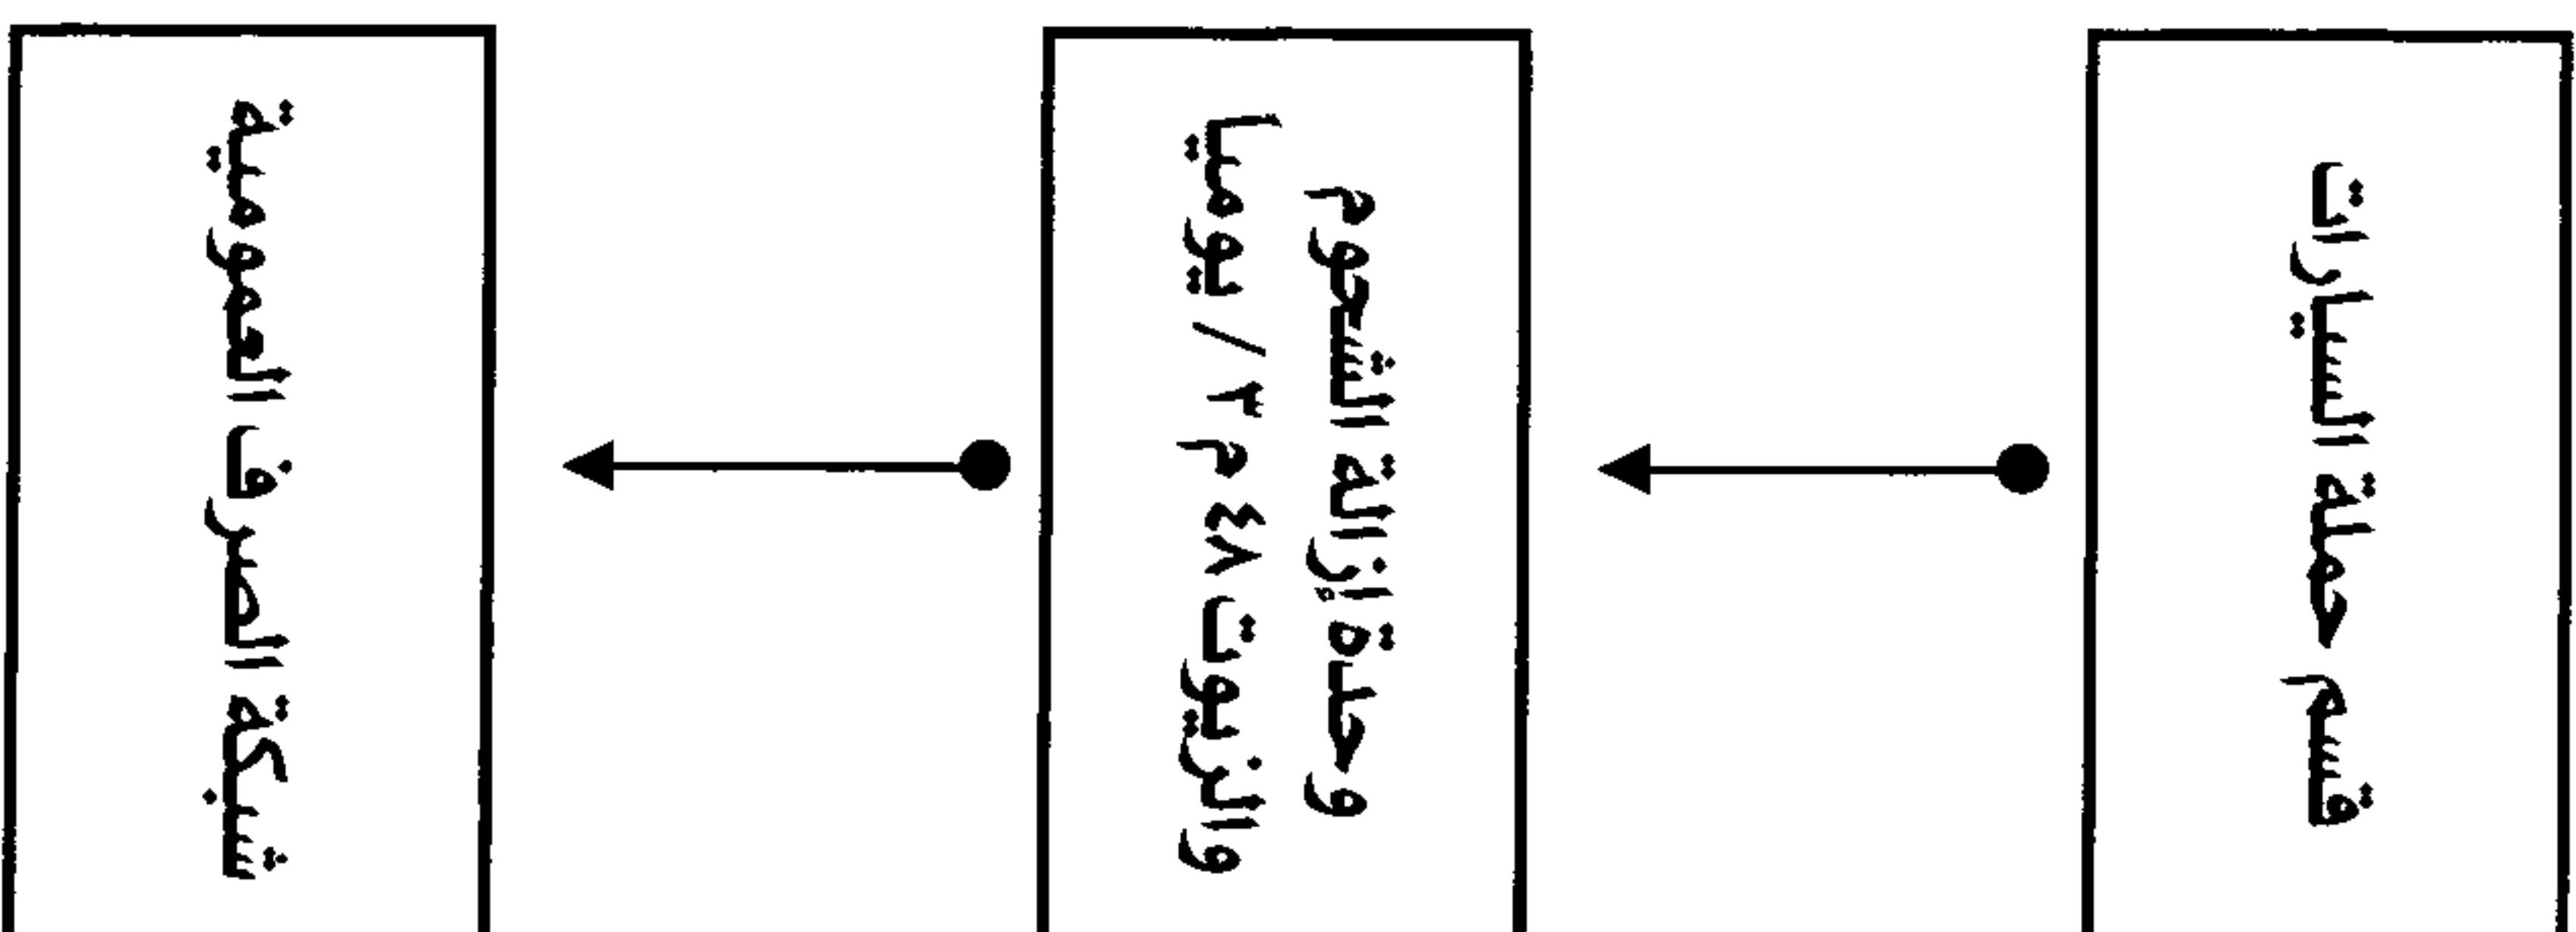 قسم حملة السيارات
وحدة إزالة الشحوم
والزيوت ٤٨ م ٣ / يوميا
شبكة الصرف العمومية